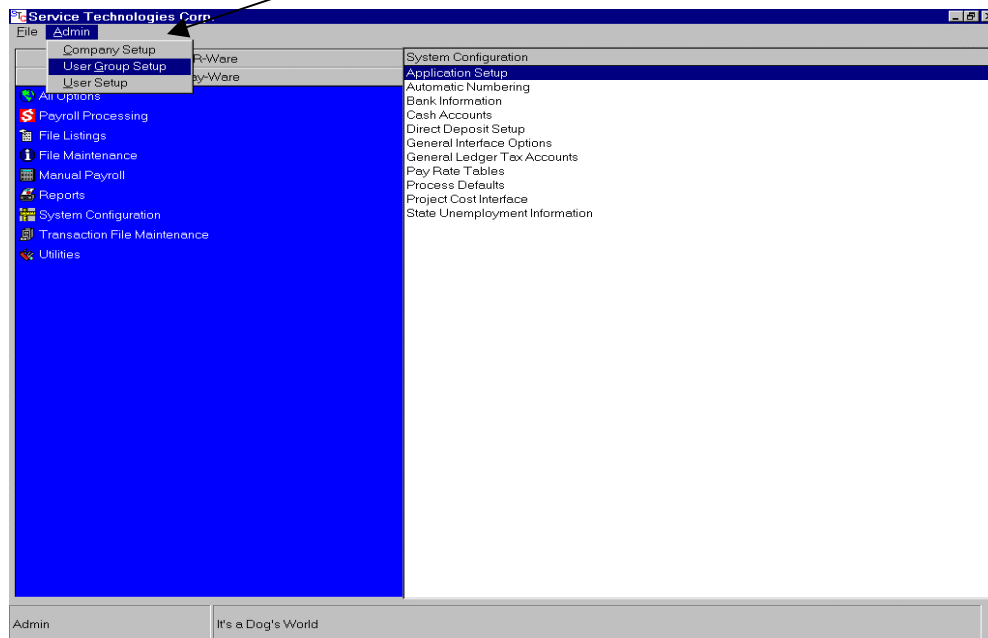 STC Service Technologies Corp.
File Admin
Company Setup
User Group Setup
User Setup
R-Ware
ay-Ware
All Options
Payroll Processing
File Listings
File Maintenance
Manual Payroll
Reports
System Configuration
Transaction File Maintenance
Utilities
System Configuration
Application Setup
Automatic Numbering
Bank Information
Cash Accounts
Direct Deposit Setup
General Interface Options
General Ledger Tax Accounts
Pay Rate Tables
Process Defaults
Project Cost Interface
State Unemployment Information
Admin
It's a Dog's World